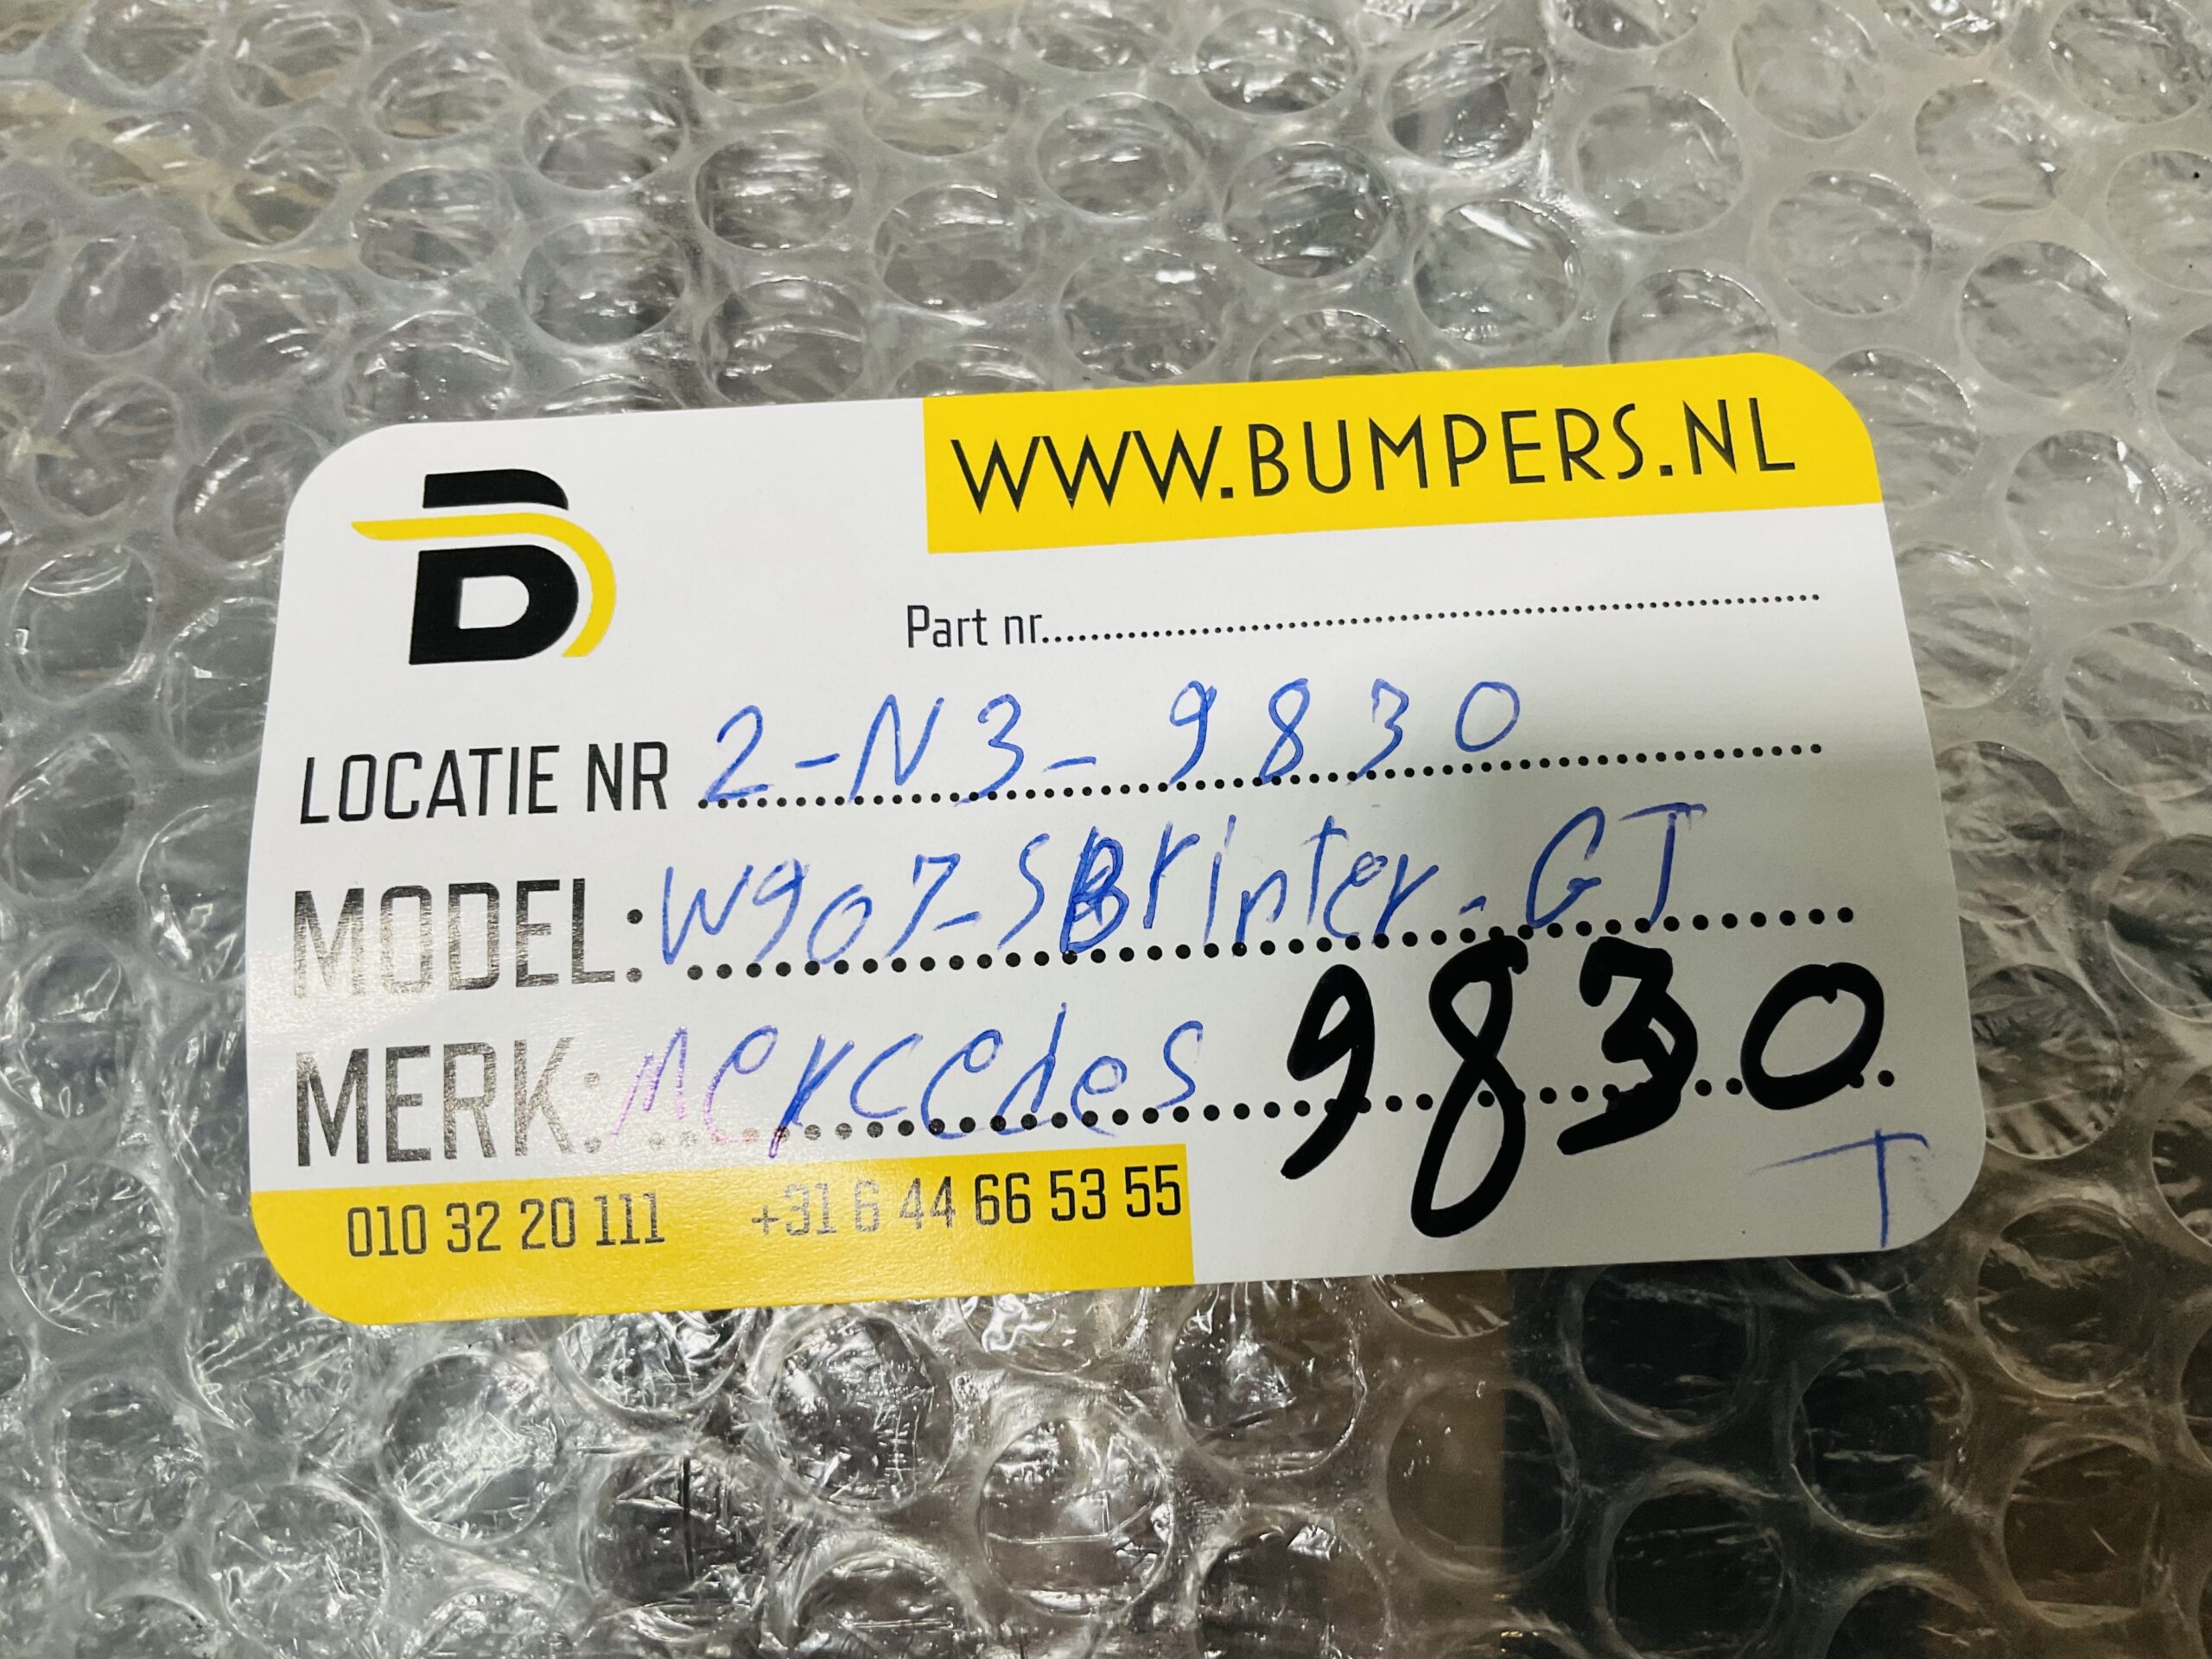 WWW.BUMPERS.NL
B
Part nr..........
LOCATIE NR 2-N3-9830
MODEL: W907-SBrinter-GT
MERK: Mercedes 9830
T
010 32 20 111 +31 6 44 66 53 55